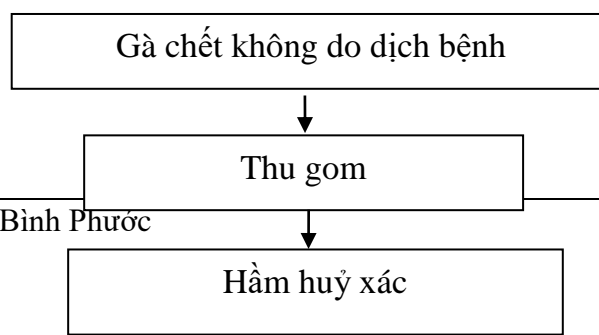 Gà chết không do dịch bệnh
Thu gom
Bình Phước
Hầm huỷ xác